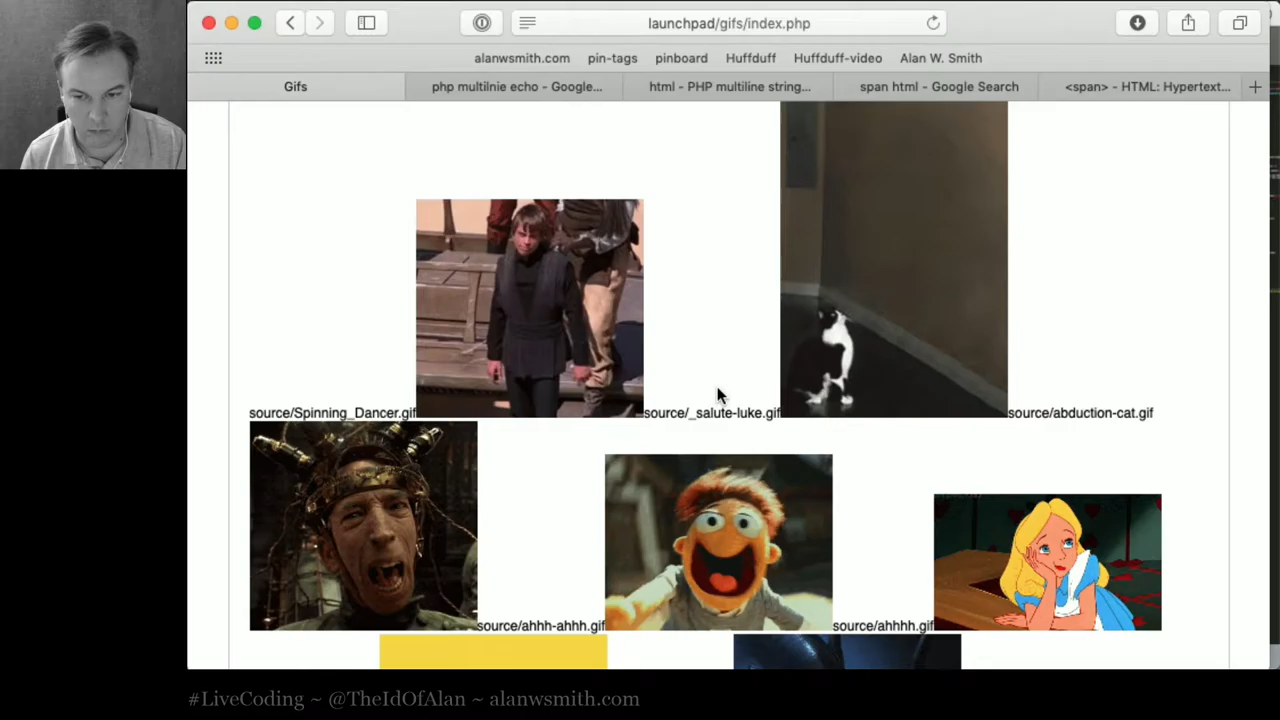 launchpad/gifs/index.php
alanwsmith.com pin-tags pinboard Huffduff Huffduff-video Alan W. Smith
Gifs php multilnie echo - Google... html - PHP multiline string... span html - Google Search <span> - HTML: Hypertext...
source/Spinning_Dancer.gif source/_salute-luke.gif source/abduction-cat.gif
source/ahhh-ahhh.gif source/ahhhh.gif
#LiveCoding ~ @TheIdOfAlan ~ alanwsmith.com